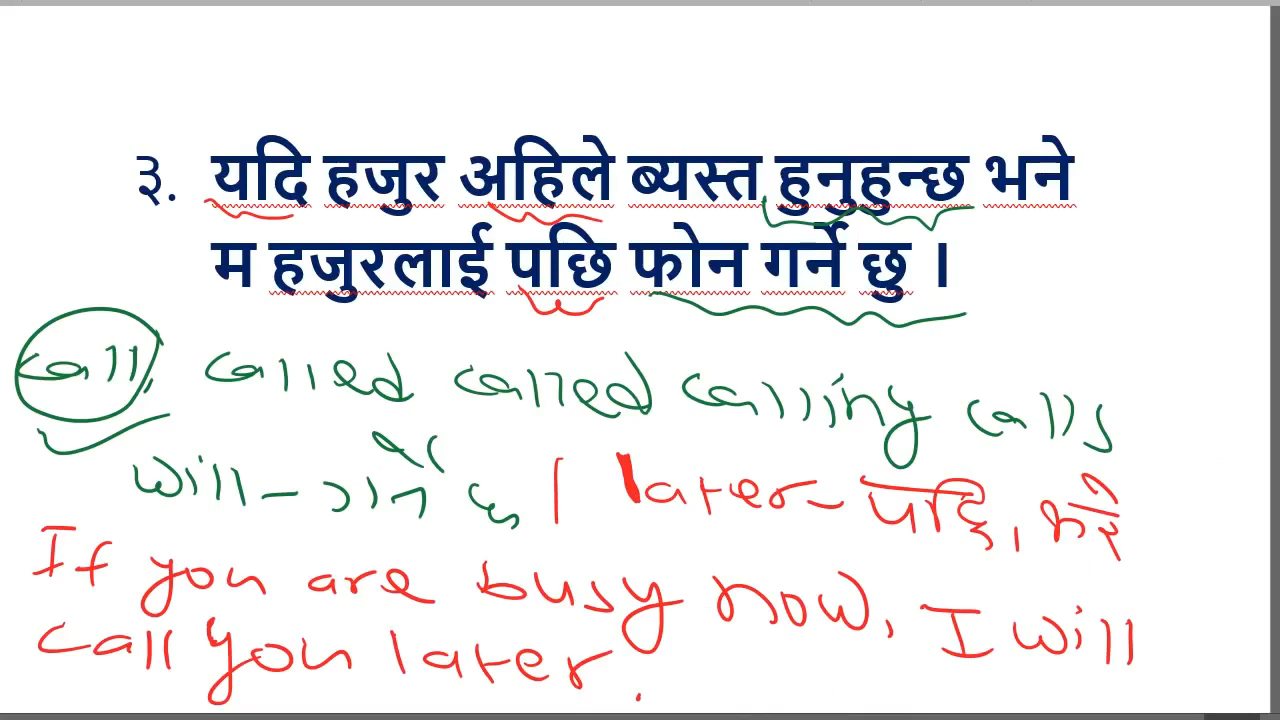 ३. यदि हजुर अहिले ब्यस्त हुनुहुन्छ भने
म हजुरलाई पछि फोन गर्ने छु ।
call, called called calling calls
will - गर्ने छु । later - पछि,
If you are busy now, I will
call you later.